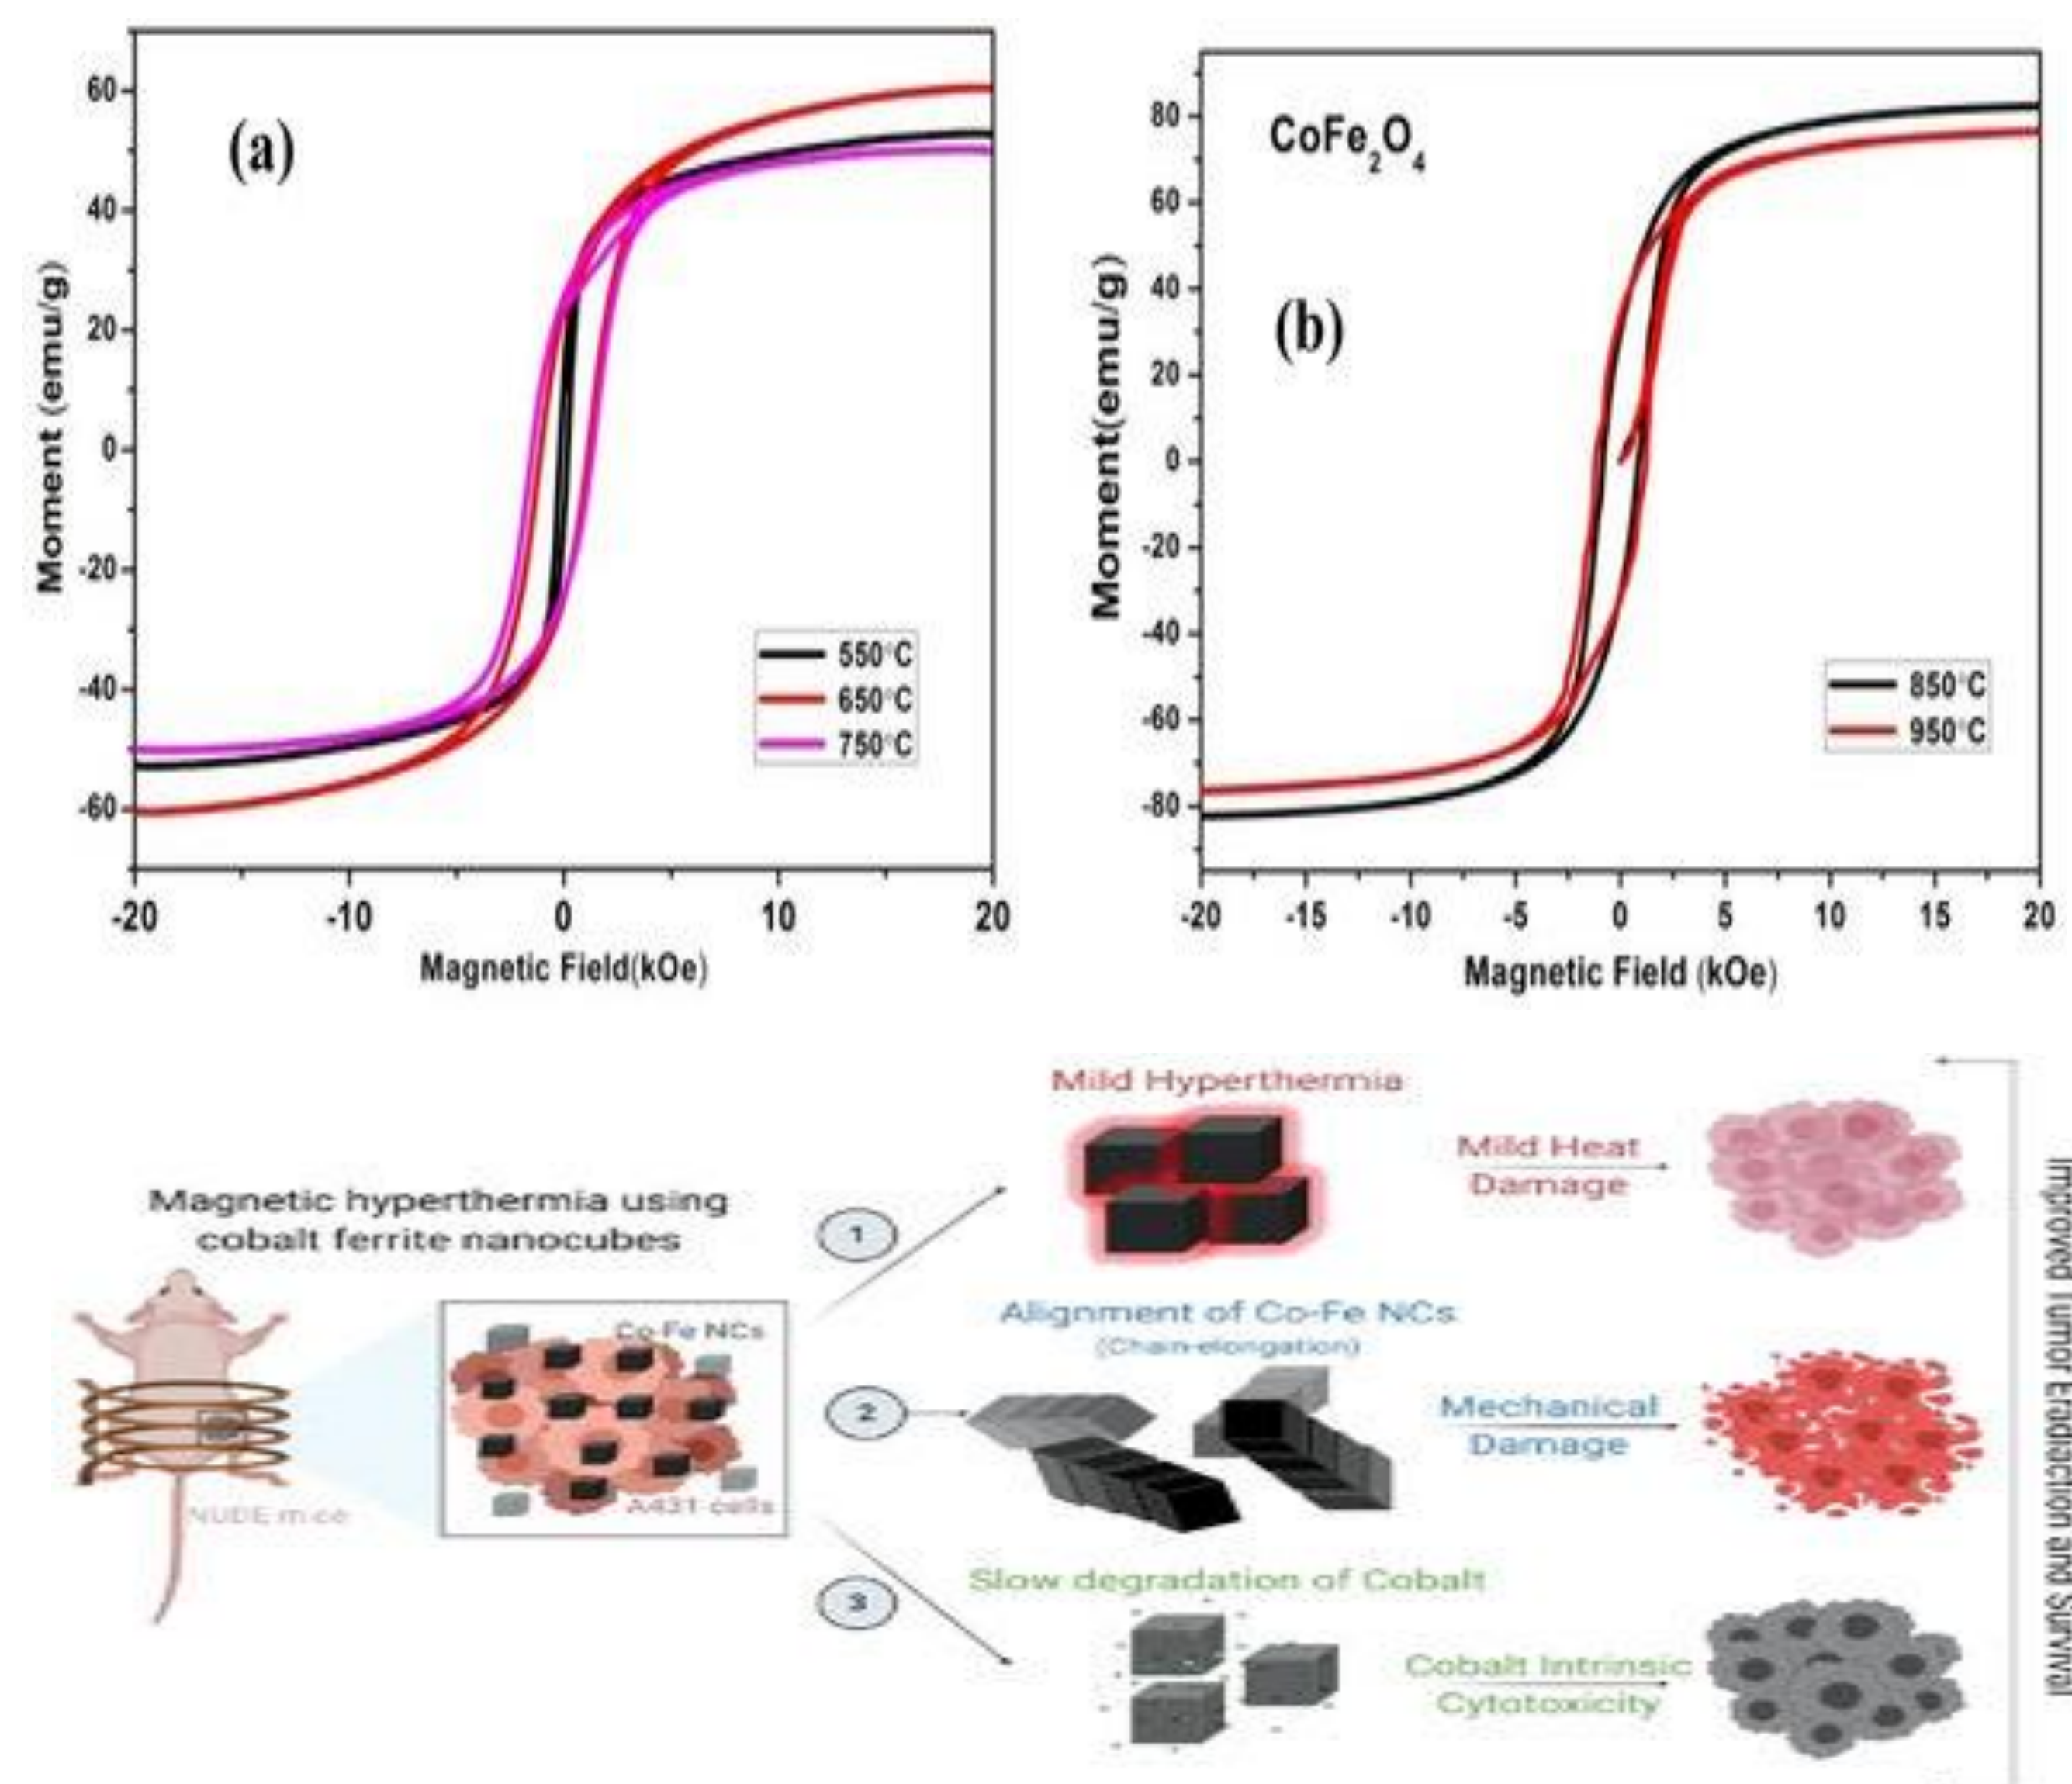 (a)
60
40
20
0
-20
-40
-60
Moment (emu/g)
550°C
650°C
750°C
-20
-10
0
10
20
Magnetic Field(kOe)
CoFe2O4
(b)
80
60
40
20
0
-20
-40
-60
-80
Moment(emu/g)
850°C
950°C
-20
-15
-10
-5
0
5
10
15
20
Magnetic Field (kOe)
Magnetic hyperthermia using
cobalt ferrite nanocubes
NUDE mice
Co-Fe NCs
A431 cells
1
Mild Hyperthermia
Mild Heat
Damage
2
Alignment of Co-Fe NCs
(Chain-elongation)
Mechanical
Damage
3
Slow degradation of Cobalt
Cobalt Intrinsic
Cytotoxicity
Improved Tumor Eradiaction and Survival